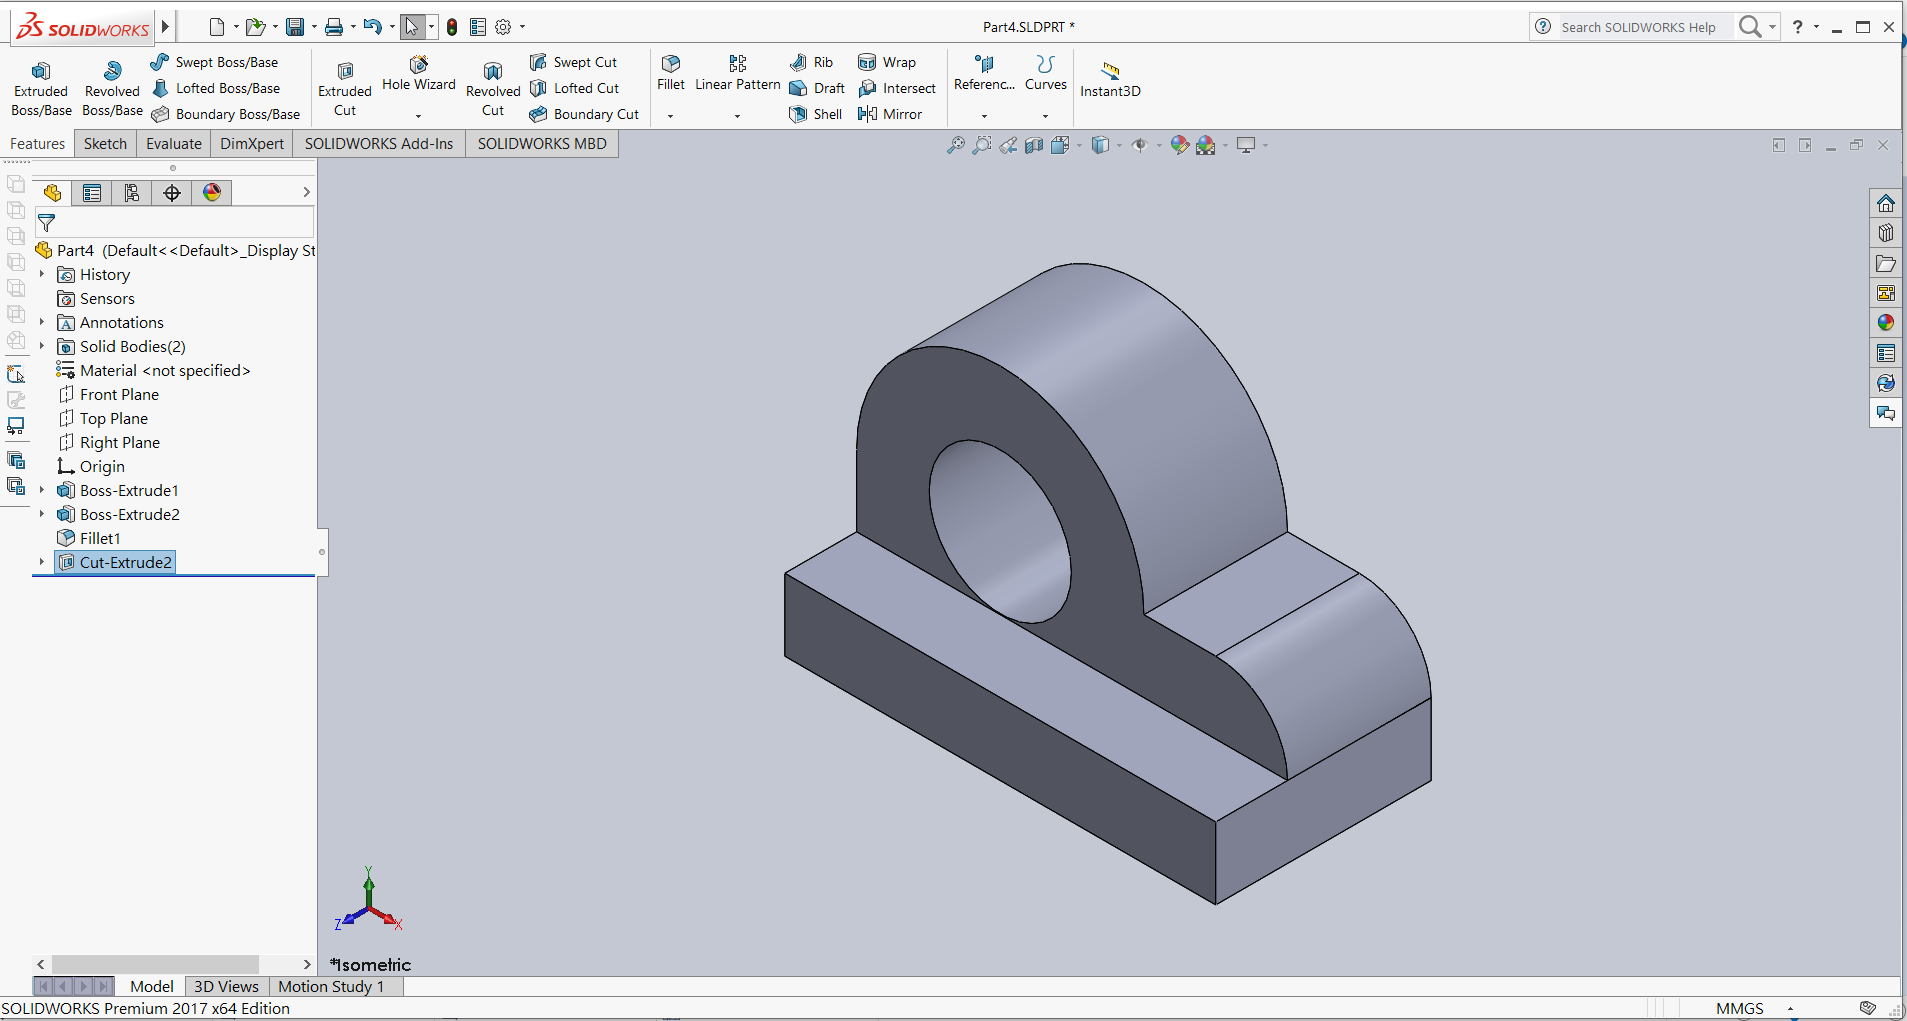 SOLIDWORKS
Part4.SLDPRT *
Search SOLIDWORKS Help
?
Extruded Boss/Base
Revolved Boss/Base
Swept Boss/Base
Lofted Boss/Base
Boundary Boss/Base
Extruded Cut
Hole Wizard
Revolved Cut
Swept Cut
Lofted Cut
Boundary Cut
Fillet
Linear Pattern
Rib
Draft
Shell
Wrap
Intersect
Mirror
Referenc...
Curves
Instant3D
Features
Sketch
Evaluate
DimXpert
SOLIDWORKS Add-Ins
SOLIDWORKS MBD
Part4 (Default<<Default>_Display St
History
Sensors
Annotations
Solid Bodies(2)
Material <not specified>
Front Plane
Top Plane
Right Plane
Origin
Boss-Extrude1
Boss-Extrude2
Fillet1
Cut-Extrude2
Y
Z
X
*Isometric
Model
3D Views
Motion Study 1
SOLIDWORKS Premium 2017 x64 Edition
MMGS